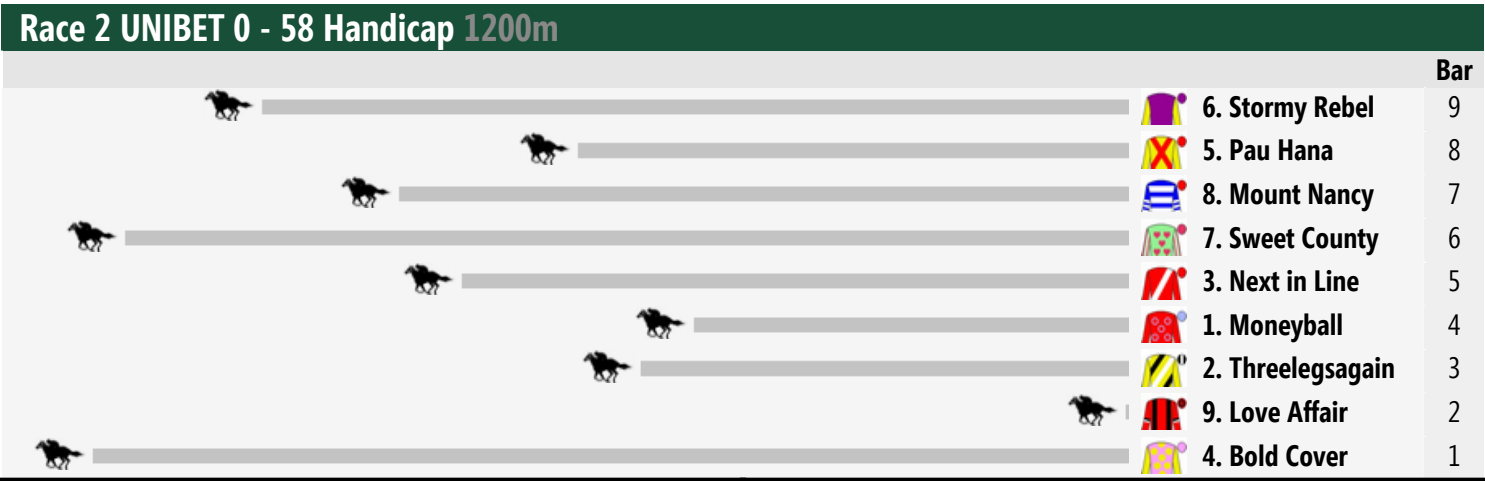 Race 2 UNIBET 0 - 58 Handicap 1200m
Bar
6. Stormy Rebel 9
5. Pau Hana 8
8. Mount Nancy 7
7. Sweet County 6
3. Next in Line 5
1. Moneyball 4
2. Threelegsagain 3
9. Love Affair 2
4. Bold Cover 1